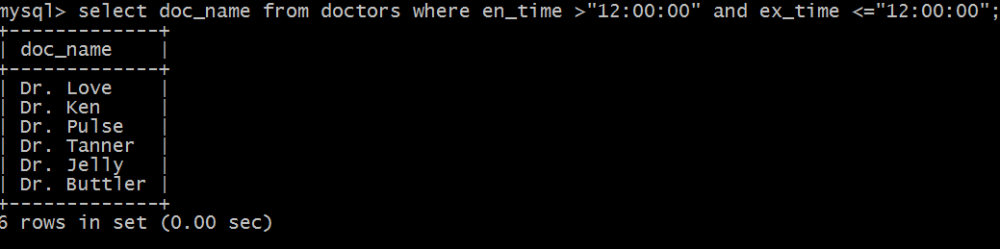 mysql> select doc_name from doctors where en_time >"12:00:00" and ex_time <="12:00:00";
+-------------+
| doc_name    |
+-------------+
| Dr. Love    |
| Dr. Ken     |
| Dr. Pulse   |
| Dr. Tanner  |
| Dr. Jelly   |
| Dr. Buttler |
+-------------+
6 rows in set (0.00 sec)